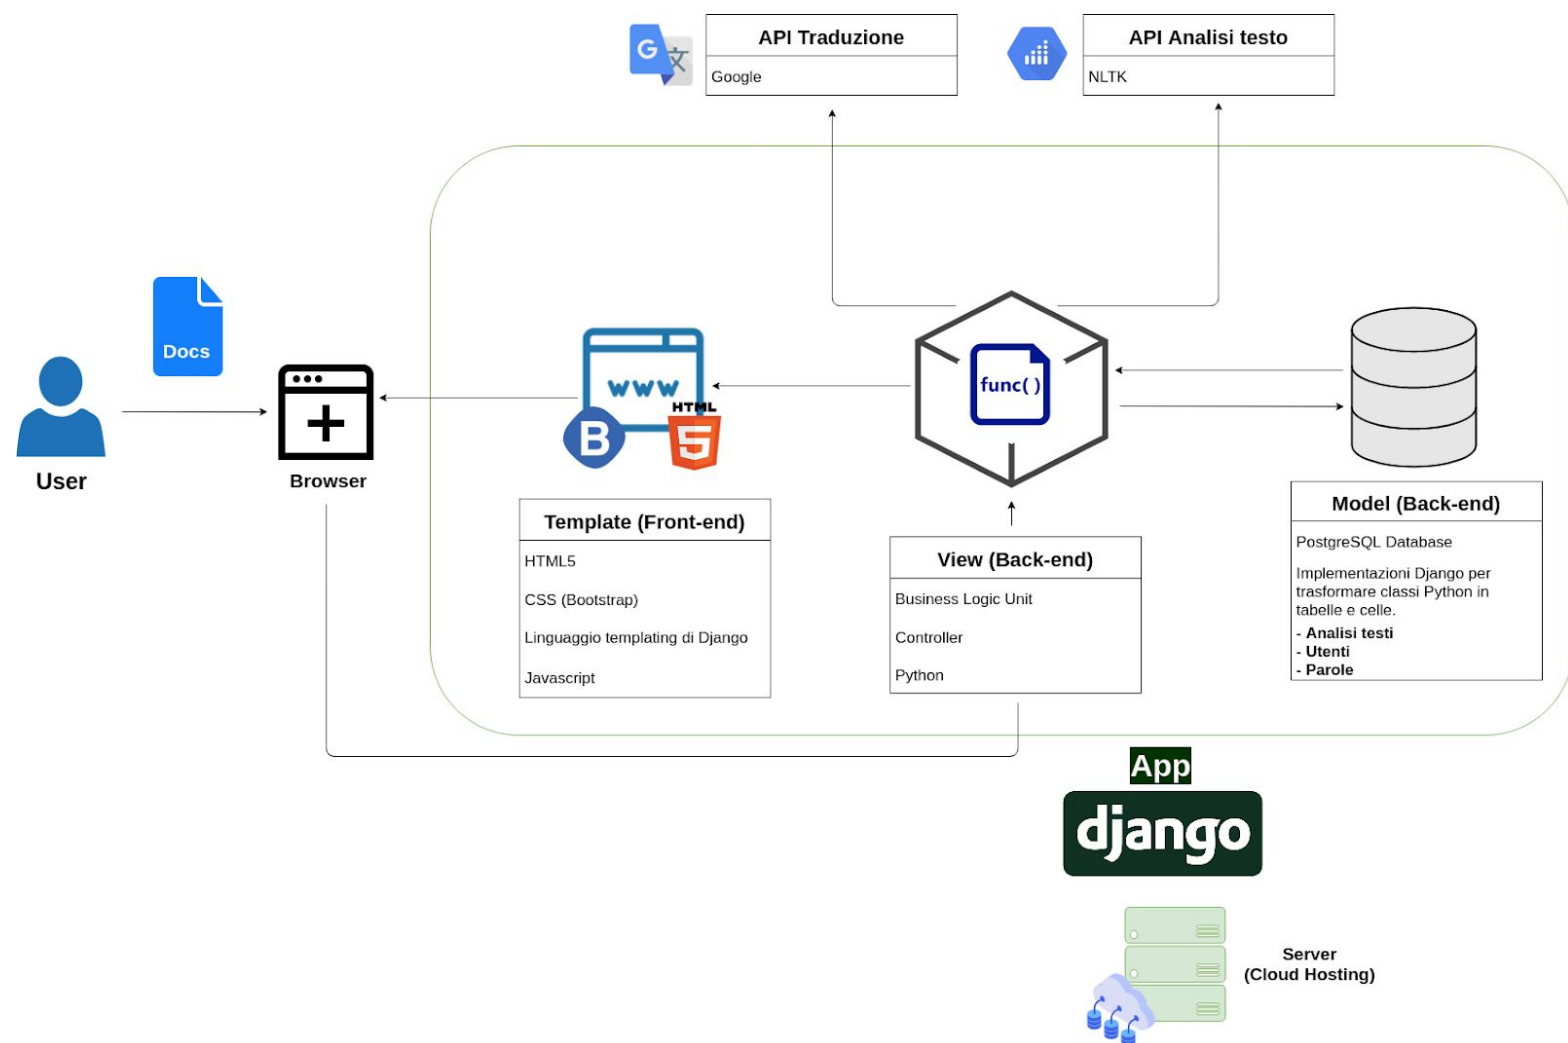 API Traduzione
Google
API Analisi testo
NLTK
G
文
Docs
User
Browser
www
B
HTML
5
func()
Template (Front-end)
HTML5
CSS (Bootstrap)
Linguaggio templating di Django
Javascript
View (Back-end)
Business Logic Unit
Controller
Python
Model (Back-end)
PostgreSQL Database
Implementazioni Django per
trasformare classi Python in
tabelle e celle.
- Analisi testi
- Utenti
- Parole
App
django
Server
(Cloud Hosting)